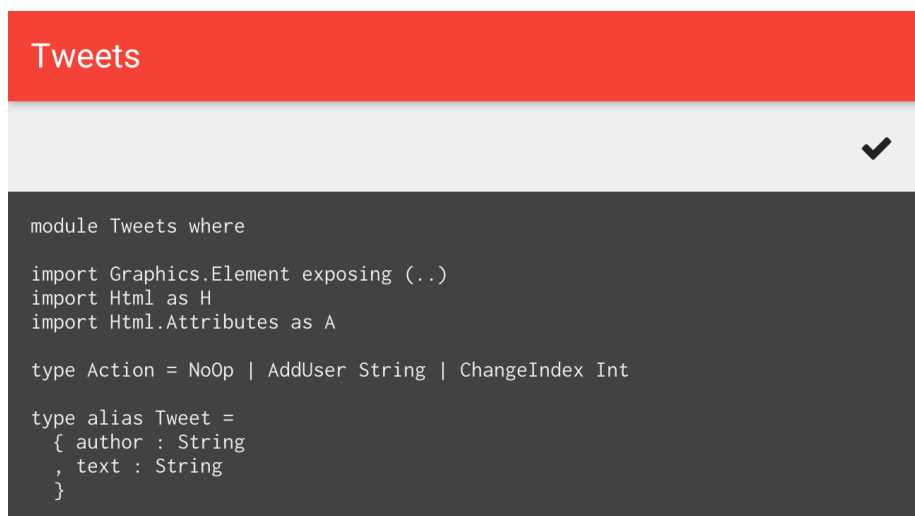 Tweets
module Tweets where
import Graphics.Element exposing (..)
import Html as H
import Html.Attributes as A
type Action = NoOp | AddUser String | ChangeIndex Int
type alias Tweet =
  { author : String
  , text : String
  }